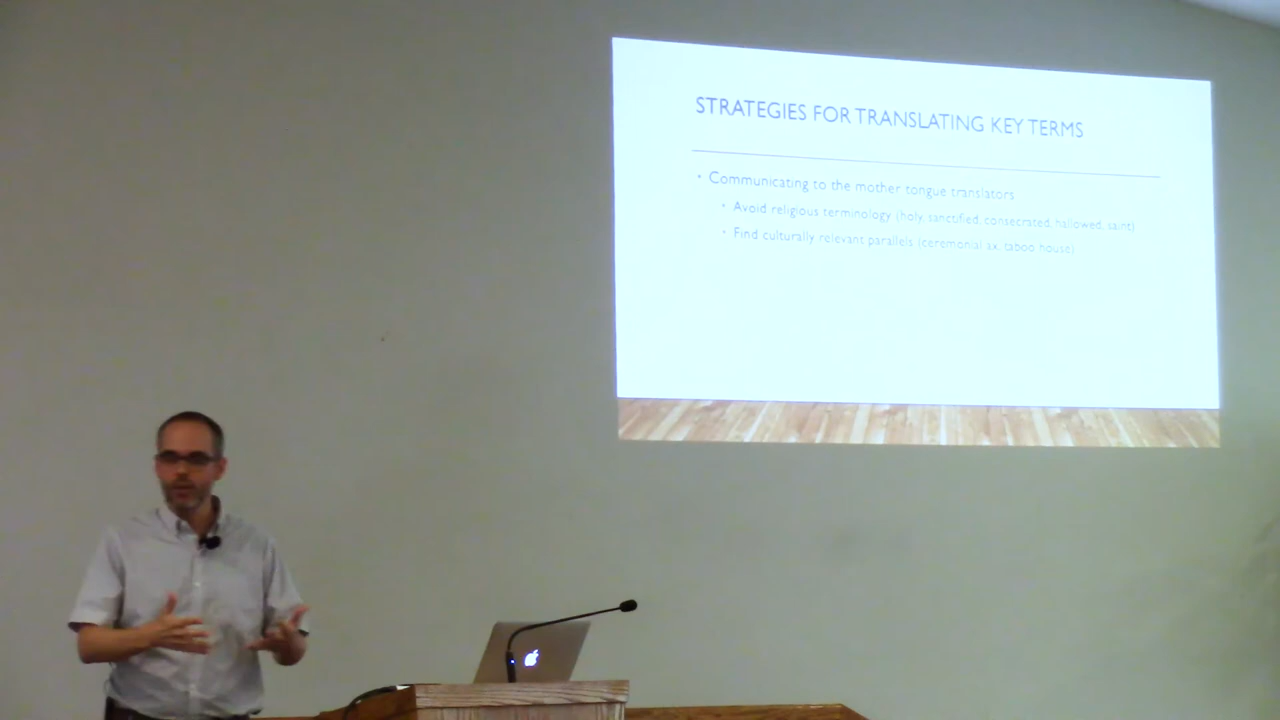 STRATEGIES FOR TRANSLATING KEY TERMS
• Communicating to the mother tongue translators
• Avoid religious terminology (holy, sanctified, consecrated, hallowed, saint)
• Find culturally relevant parallels (ceremonial ax, taboo house)